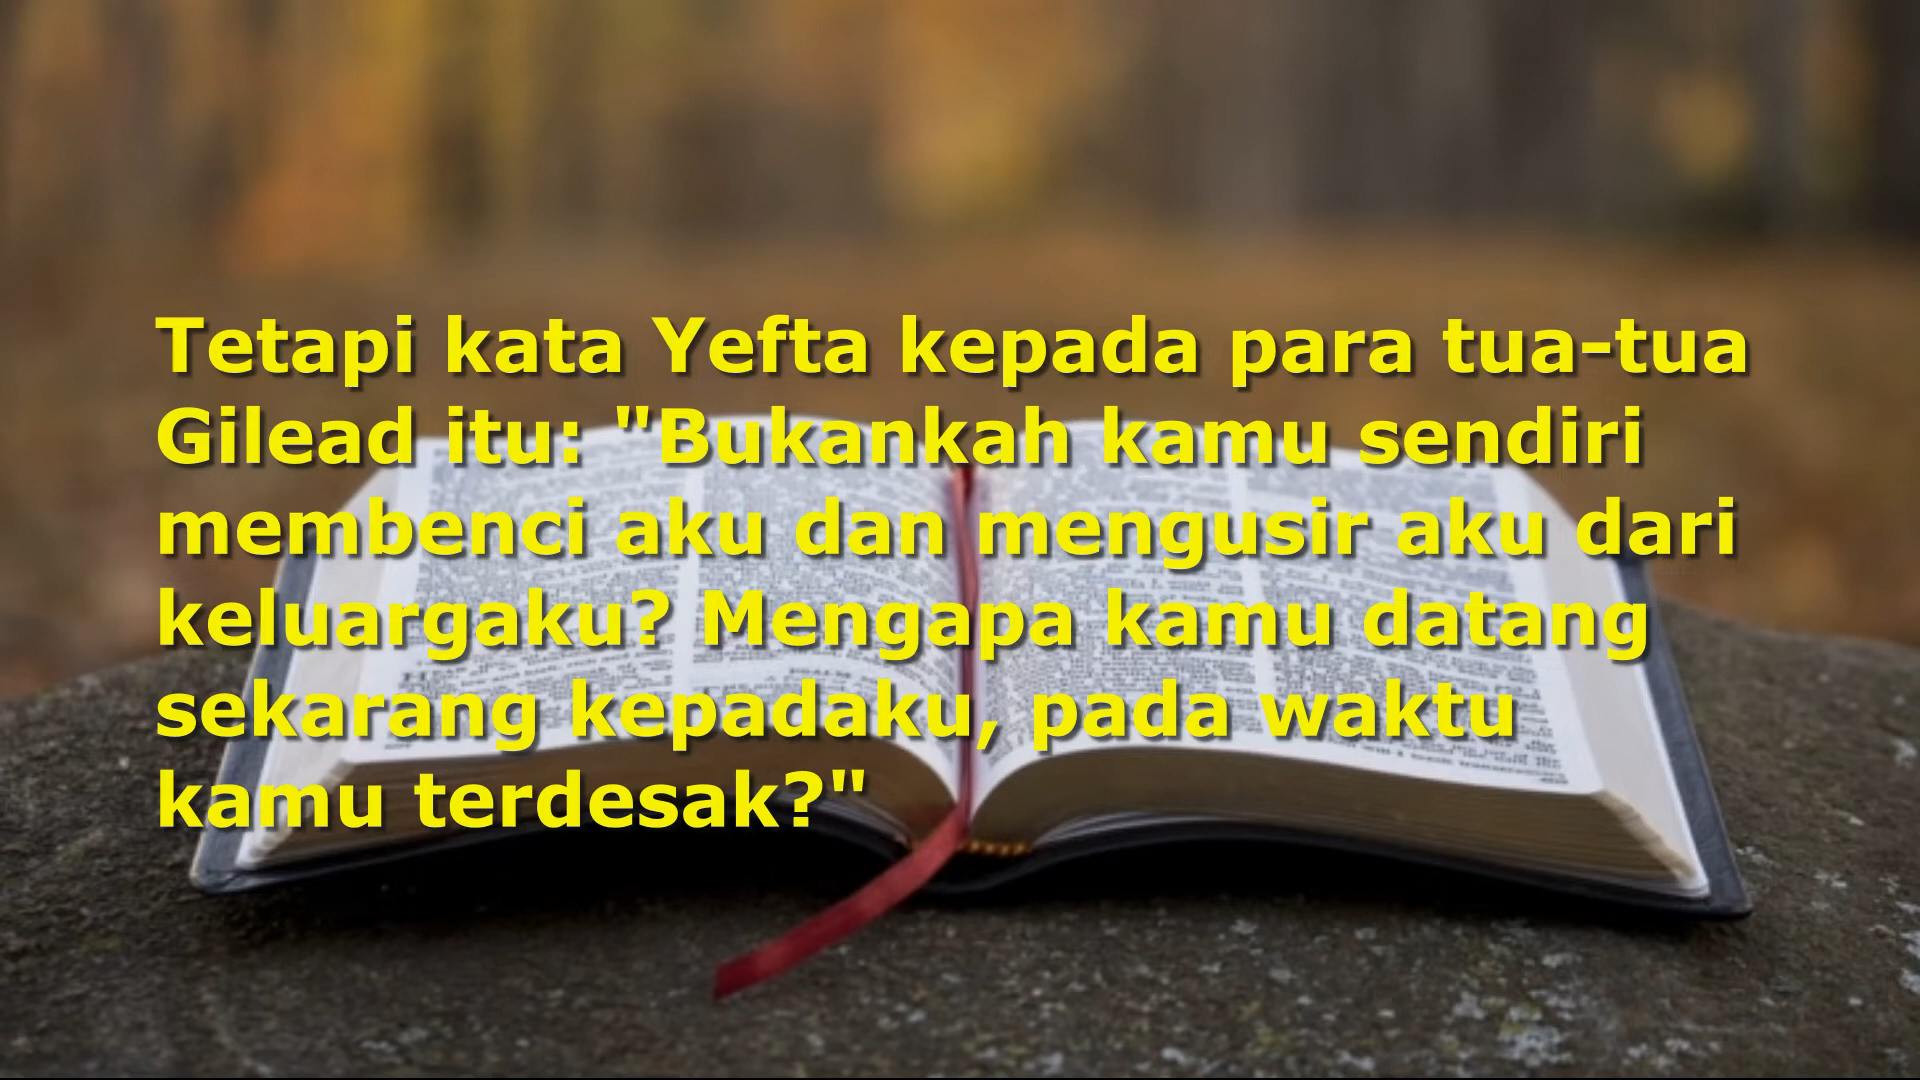 Tetapi kata Yefta kepada para tua-tua
Gilead itu: "Bukankah kamu sendiri
membenci aku dan mengusir aku dari
keluargaku? Mengapa kamu datang
sekarang kepadaku, pada waktu
kamu terdesak?"